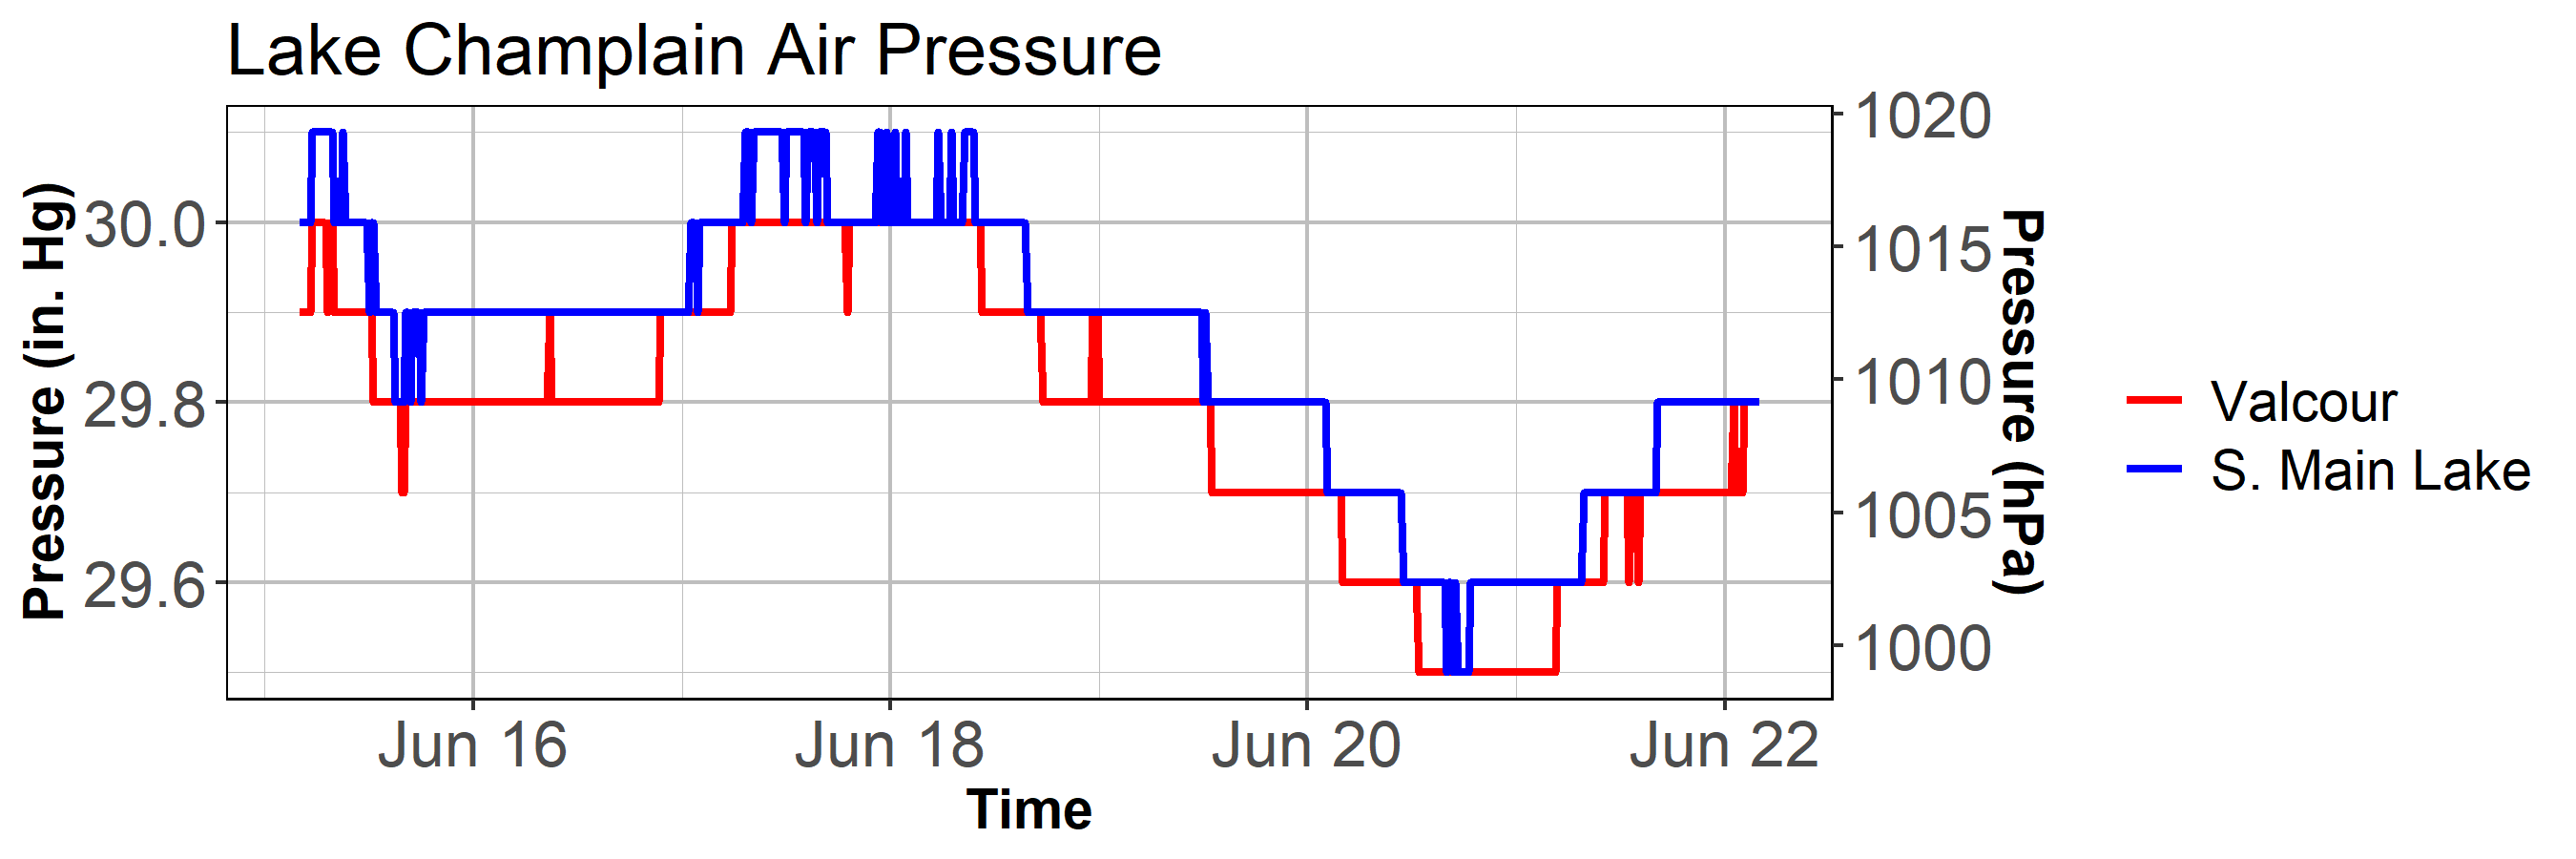 Lake Champlain Air Pressure
Pressure (in. Hg)
30.0
29.8
29.6
1020
1015
1010
1005
1000
Pressure (hPa)
Jun 16
Jun 18
Jun 20
Jun 22
Time
Valcour
S. Main Lake